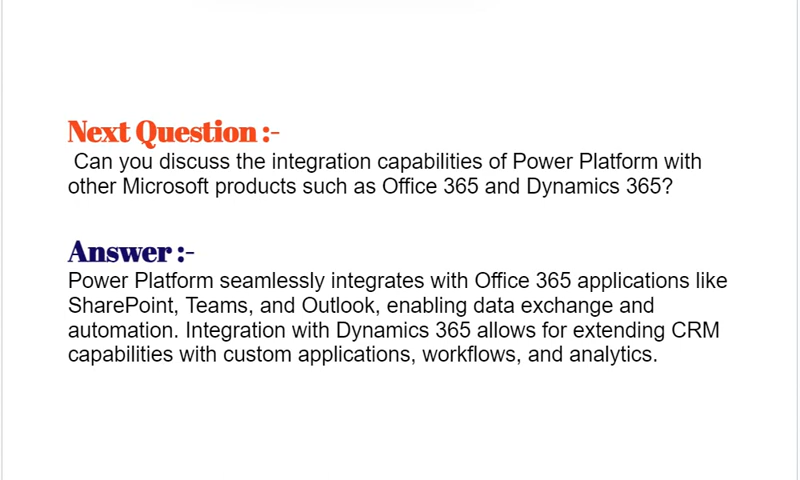 Next Question :-
Can you discuss the integration capabilities of Power Platform with
other Microsoft products such as Office 365 and Dynamics 365?
Answer :-
Power Platform seamlessly integrates with Office 365 applications like
SharePoint, Teams, and Outlook, enabling data exchange and
automation. Integration with Dynamics 365 allows for extending CRM
capabilities with custom applications, workflows, and analytics.